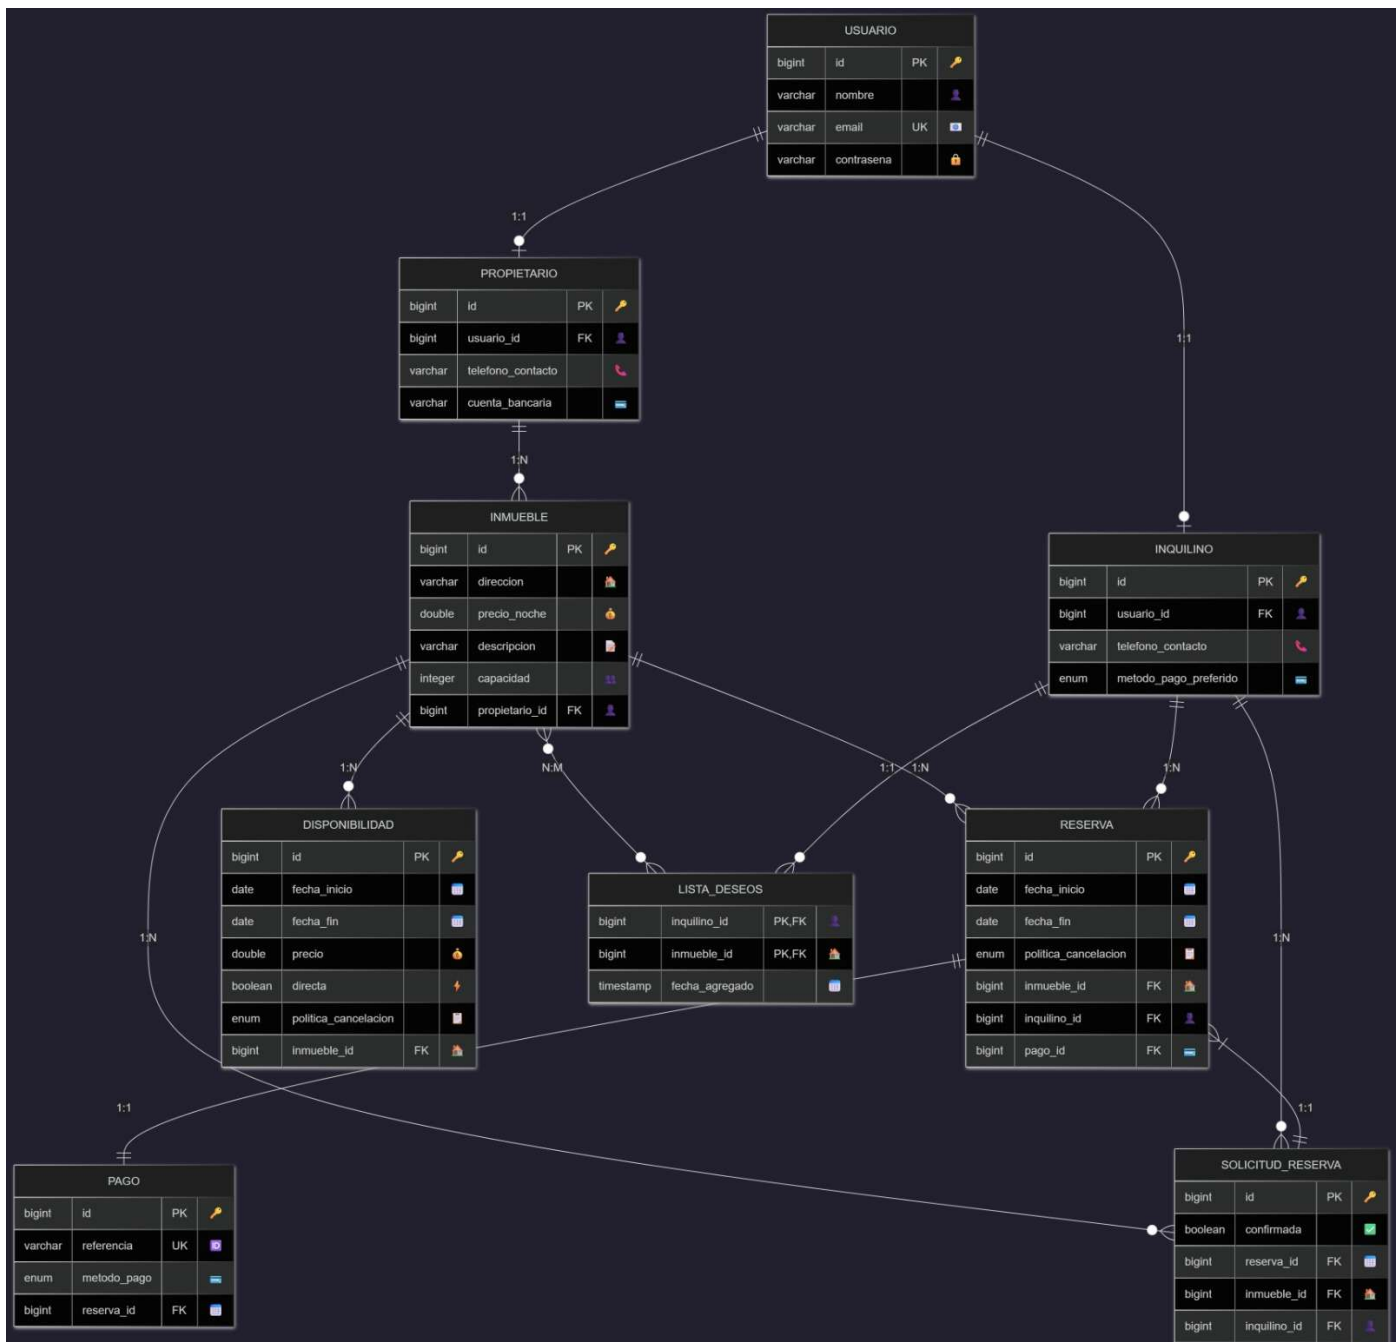 USUARIO
bigint id PK
varchar nombre
varchar email UK
varchar contrasena
1:1
1:1
PROPIETARIO
bigint id PK
bigint usuario_id FK
varchar telefono_contacto
varchar cuenta_bancaria
1:N
INMUEBLE
bigint id PK
varchar direccion
double precio_noche
varchar descripcion
integer capacidad
bigint propietario_id FK
INQUILINO
bigint id PK
bigint usuario_id FK
varchar telefono_contacto
enum metodo_pago_preferido
1:N
N:M
1:1
1:N
1:N
DISPONIBILIDAD
bigint id PK
date fecha_inicio
date fecha_fin
double precio
boolean directa
enum politica_cancelacion
bigint inmueble_id FK
LISTA_DESEOS
bigint inquilino_id PK,FK
bigint inmueble_id PK,FK
timestamp fecha_agregado
RESERVA
bigint id PK
date fecha_inicio
date fecha_fin
enum politica_cancelacion
bigint inmueble_id FK
bigint inquilino_id FK
bigint pago_id FK
1:N
1:N
1:1
1:1
PAGO
bigint id PK
varchar referencia UK
enum metodo_pago
bigint reserva_id FK
SOLICITUD_RESERVA
bigint id PK
boolean confirmada
bigint reserva_id FK
bigint inmueble_id FK
bigint inquilino_id FK